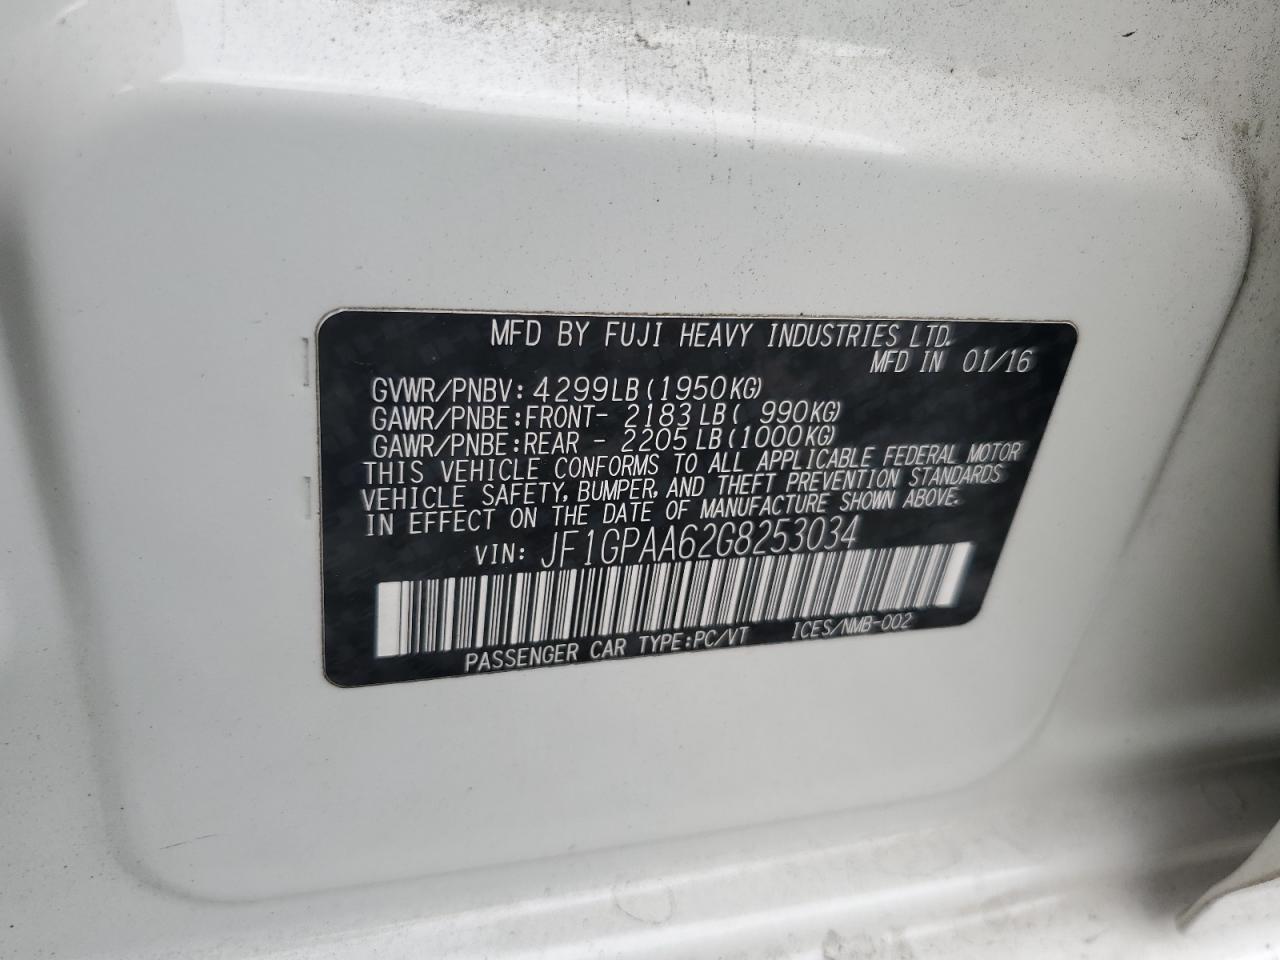 MFD BY FUJI HEAVY INDUSTRIES LTD.
MFD IN 01/16
GVWR/PNBV: 4299LB (1950KG)
GAWR/PNBE:FRONT- 2183 LB ( 990KG)
GAWR/PNBE:REAR - 2205 LB (1000KG)
THIS VEHICLE CONFORMS TO ALL APPLICABLE FEDERAL MOTOR
VEHICLE SAFETY, BUMPER, AND THEFT PREVENTION STANDARDS
IN EFFECT ON THE DATE OF MANUFACTURE SHOWN ABOVE.
VIN: JF1GPAA62G8253034
PASSENGER CAR TYPE:PC/VT ICES/NMB-002